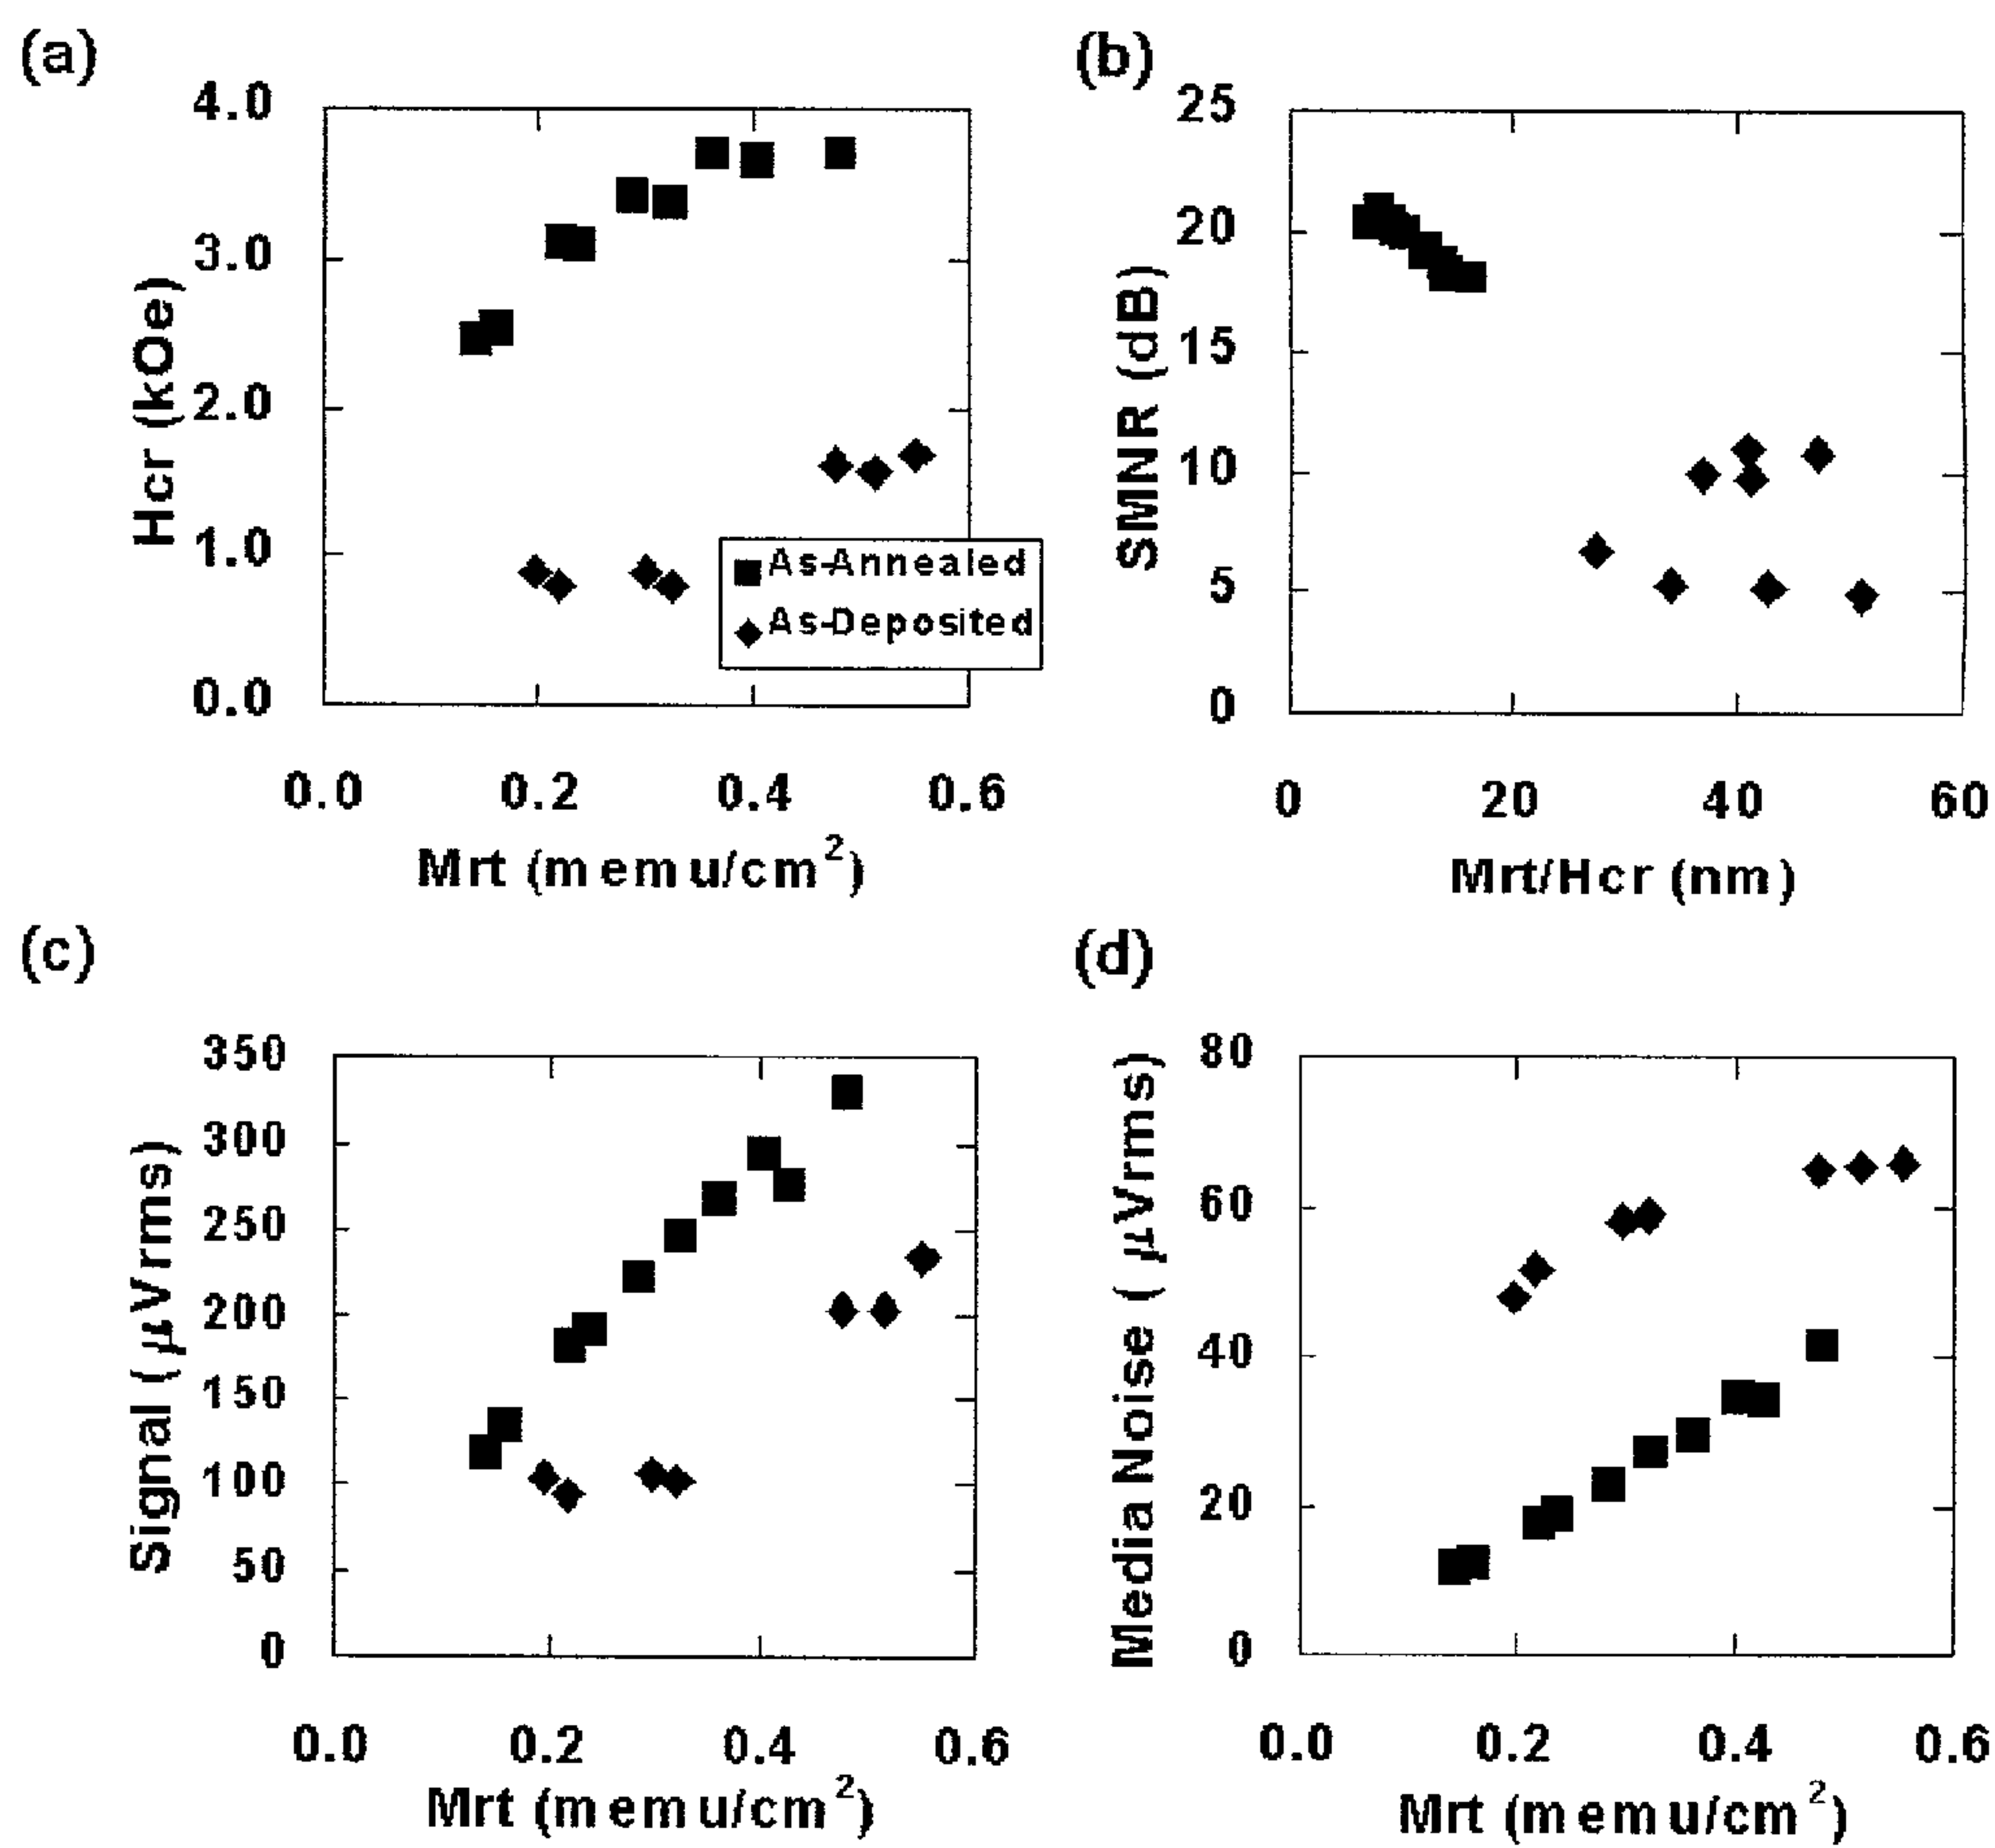 (a)
4.0
3.0
2.0
1.0
0.0
Hcr (kOe)
As-Annealed
As-Deposited
0.0 0.2 0.4 0.6
Mrt (memu/cm²)
(b)
25
20
15
10
5
0
SMNR (dB)
0 20 40 60
Mrt/Hcr (nm)
(c)
350
300
250
200
150
100
50
0
Signal (μVrms)
0.0 0.2 0.4 0.6
Mrt (memu/cm²)
(d)
80
60
40
20
0
Media Noise ( μVrms)
0.0 0.2 0.4 0.6
Mrt (memu/cm²)